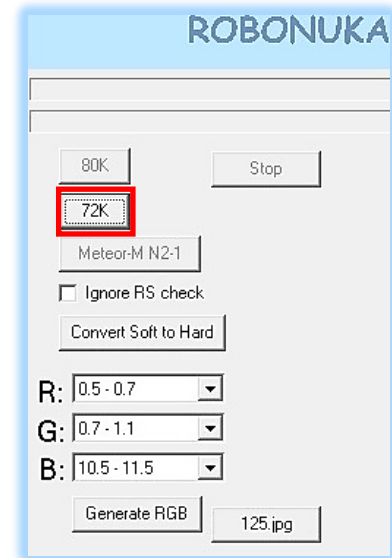 ROBONUKA
80K
Stop
72K
Meteor-M N2-1
Ignore RS check
Convert Soft to Hard
R: 0.5 - 0.7
G: 0.7 - 1.1
B: 10.5 - 11.5
Generate RGB
125.jpg